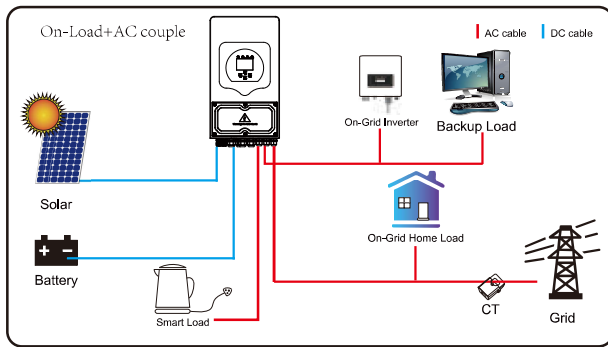 On-Load+AC couple
AC cable
DC cable
On-Grid Inverter
Backup Load
Solar
On-Grid Home Load
Battery
Smart Load
CT
Grid